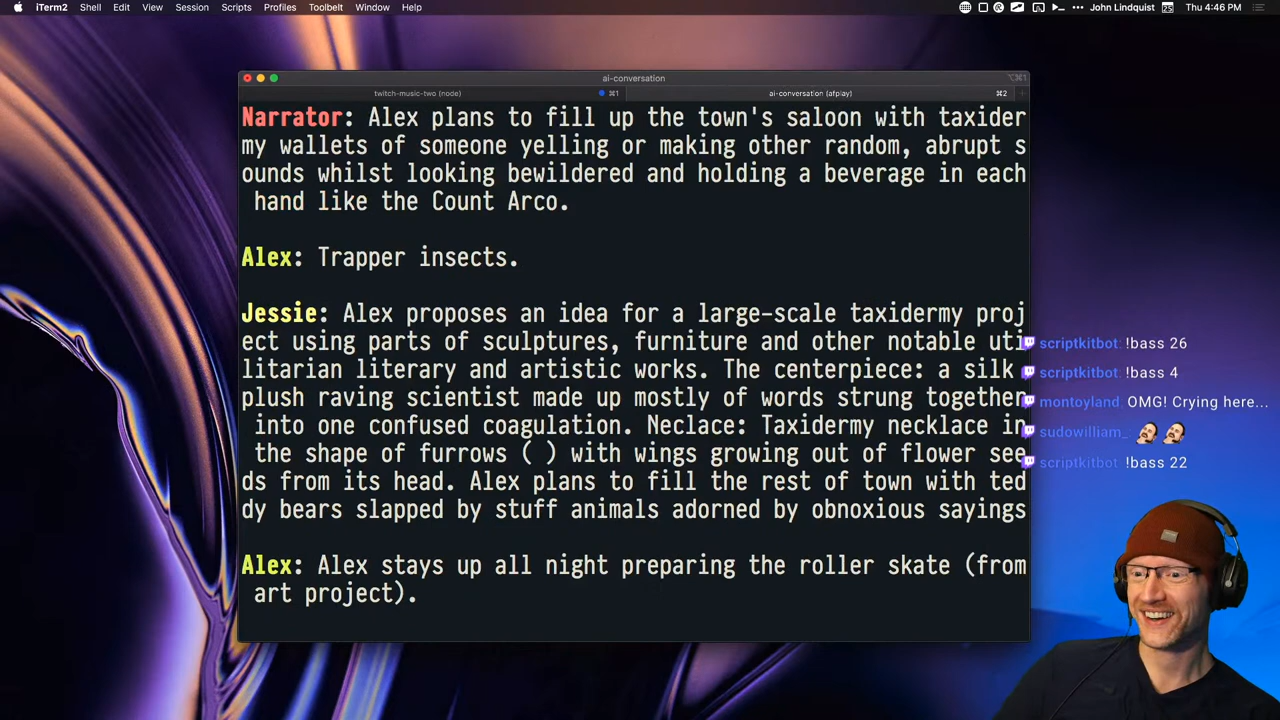 iTerm2 Shell Edit View Session Scripts Profiles Toolbelt Window Help John Lindquist 25 Thu 4:46 PM
ai-conversation ⌥⌘1
twitch-music-two (node) ⌘1 ai-conversation (afplay) ⌘2 +
Narrator: Alex plans to fill up the town's saloon with taxider
my wallets of someone yelling or making other random, abrupt s
ounds whilst looking bewildered and holding a beverage in each
hand like the Count Arco.
Alex: Trapper insects.
Jessie: Alex proposes an idea for a large-scale taxidermy proj
ect using parts of sculptures, furniture and other notable uti
litarian literary and artistic works. The centerpiece: a silk
plush raving scientist made up mostly of words strung together
into one confused coagulation. Neclace: Taxidermy necklace in
the shape of furrows ( ) with wings growing out of flower see
ds from its head. Alex plans to fill the rest of town with ted
dy bears slapped by stuff animals adorned by obnoxious sayings
Alex: Alex stays up all night preparing the roller skate (from
art project).
scriptkitbot: !bass 26
scriptkitbot: !bass 4
montoyland: OMG! Crying here...
sudowilliam_:
scriptkitbot: !bass 22